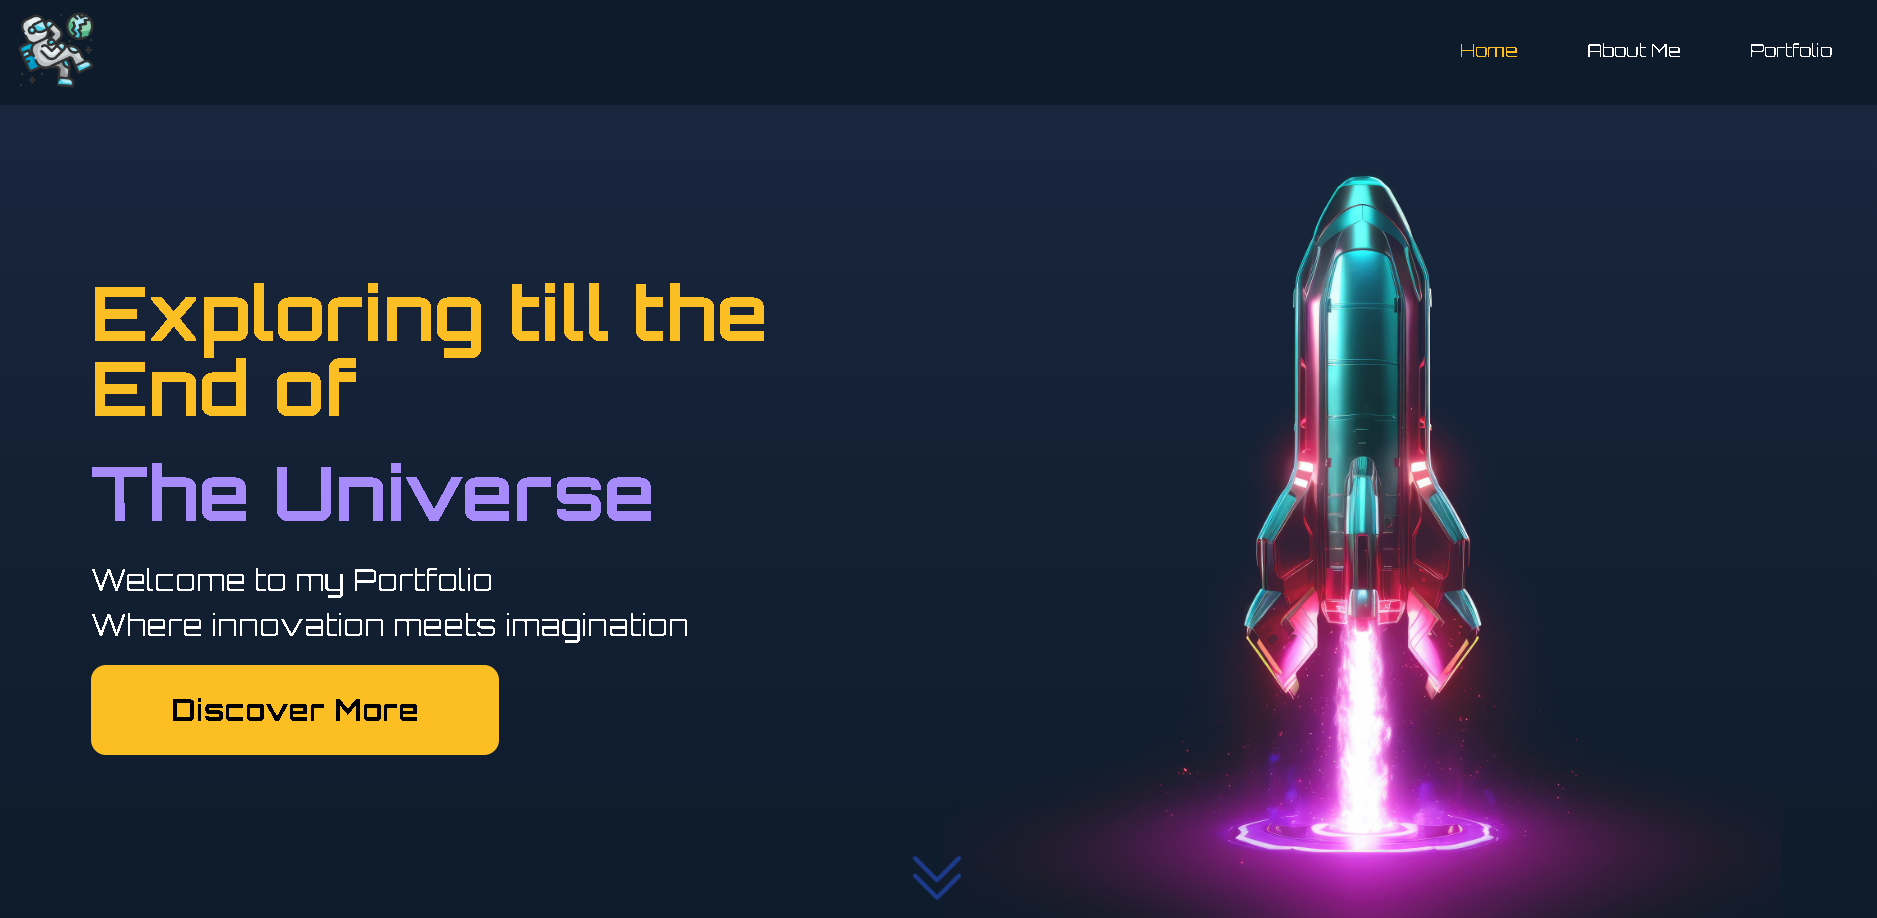 Home
About Me
Portfolio
Exploring till the
End of
The Universe
Welcome to my Portfolio
Where innovation meets imagination
Discover More